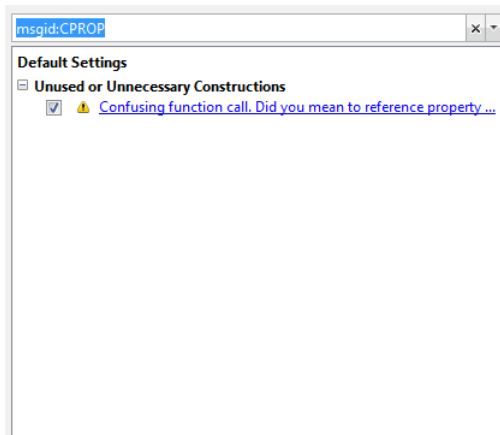 msgid:CPROP
Default Settings
Unused or Unnecessary Constructions
Confusing function call. Did you mean to reference property ...